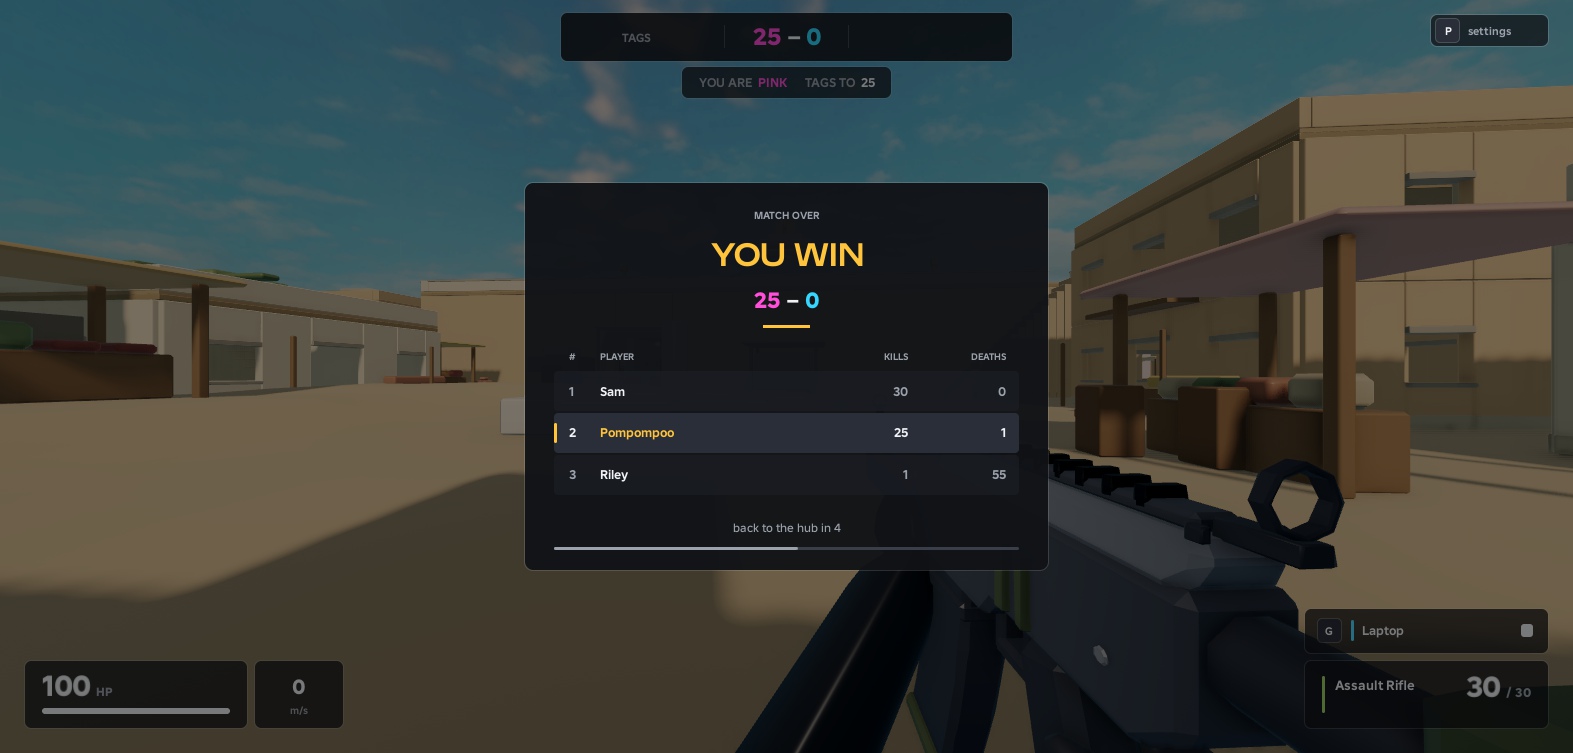 TAGS 25 – 0
P settings
YOU ARE PINK TAGS TO 25
MATCH OVER
YOU WIN
25 – 0
# PLAYER KILLS DEATHS
1 Sam 30 0
2 Pompompoo 25 1
3 Riley 1 55
back to the hub in 4
G Laptop
100 HP
0
m/s
Assault Rifle 30 / 30